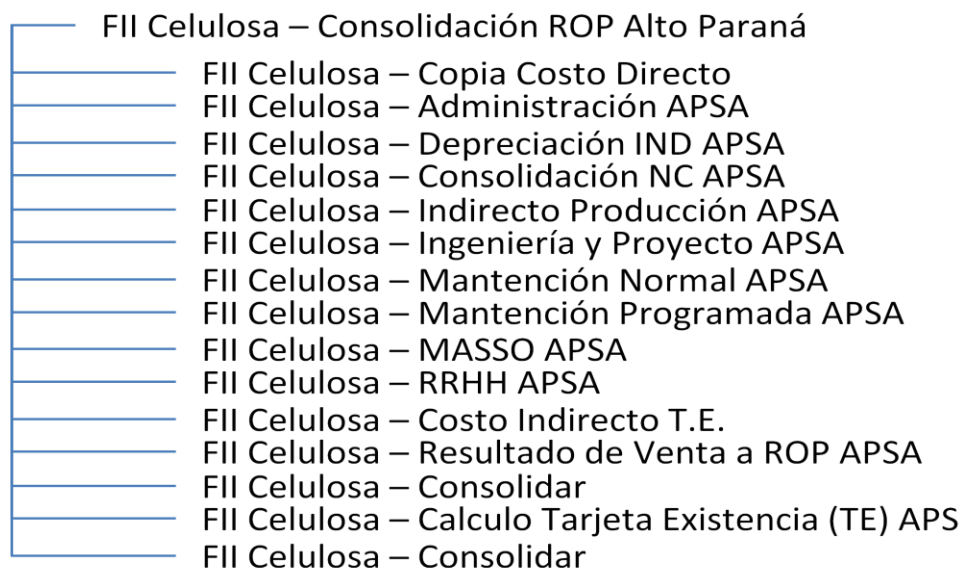 FII Celulosa – Consolidación ROP Alto Paraná
FII Celulosa – Copia Costo Directo
FII Celulosa – Administración APSA
FII Celulosa – Depreciación IND APSA
FII Celulosa – Consolidación NC APSA
FII Celulosa – Indirecto Producción APSA
FII Celulosa – Ingeniería y Proyecto APSA
FII Celulosa – Mantención Normal APSA
FII Celulosa – Mantención Programada APSA
FII Celulosa – MASSO APSA
FII Celulosa – RRHH APSA
FII Celulosa – Costo Indirecto T.E.
FII Celulosa – Resultado de Venta a ROP APSA
FII Celulosa – Consolidar
FII Celulosa – Calculo Tarjeta Existencia (TE) APS
FII Celulosa – Consolidar